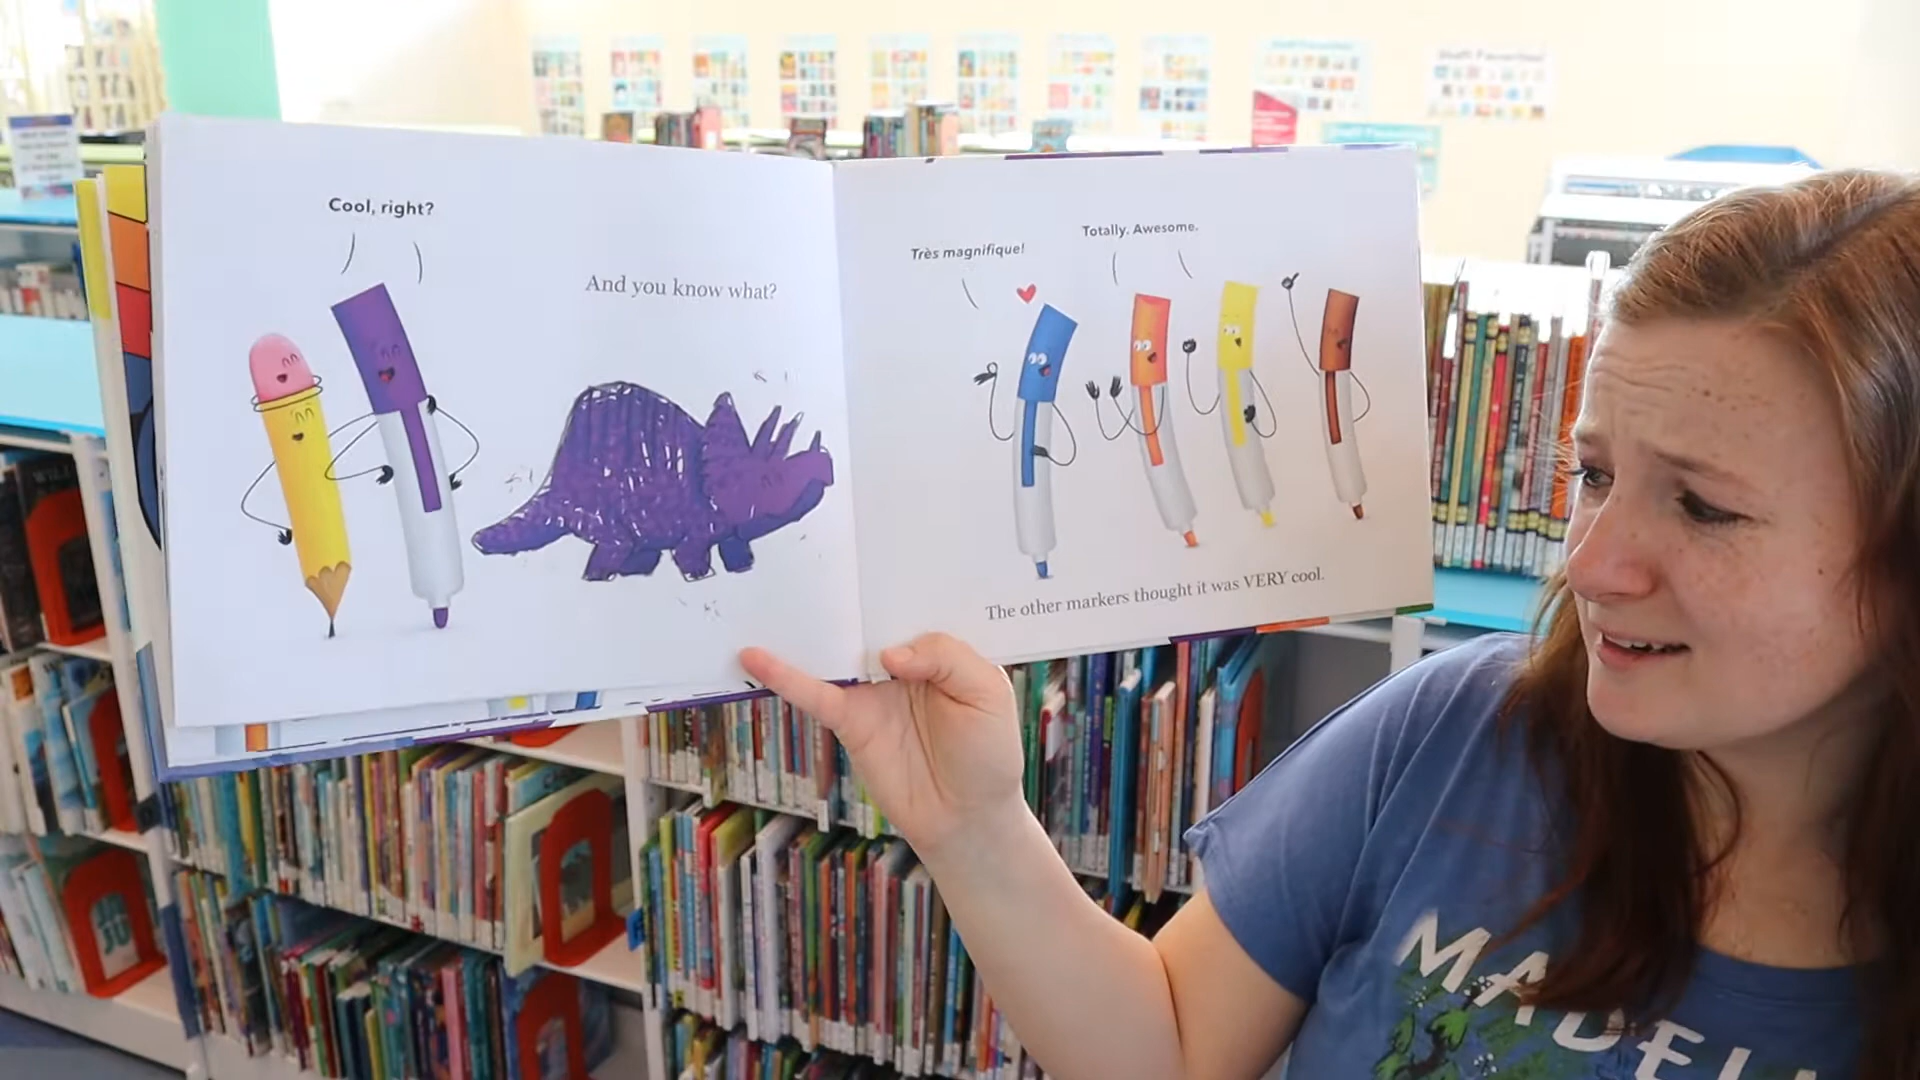 Cool, right?
And you know what?
Très magnifique!
Totally. Awesome.
The other markers thought it was VERY cool.
MADELI